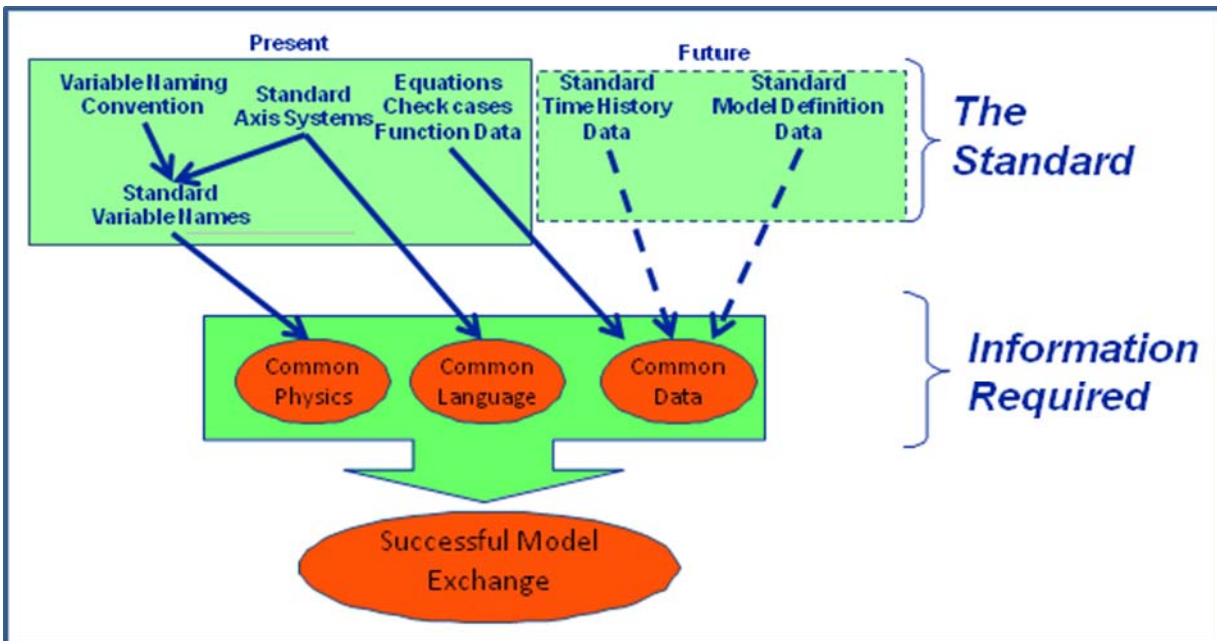 Present
Variable Naming
Convention
Standard
Axis Systems
Equations
Check cases
Function Data
Standard
Variable Names
Future
Standard
Time History
Data
Standard
Model Definition
Data
The
Standard
Common
Physics
Common
Language
Common
Data
Information
Required
Successful Model
Exchange